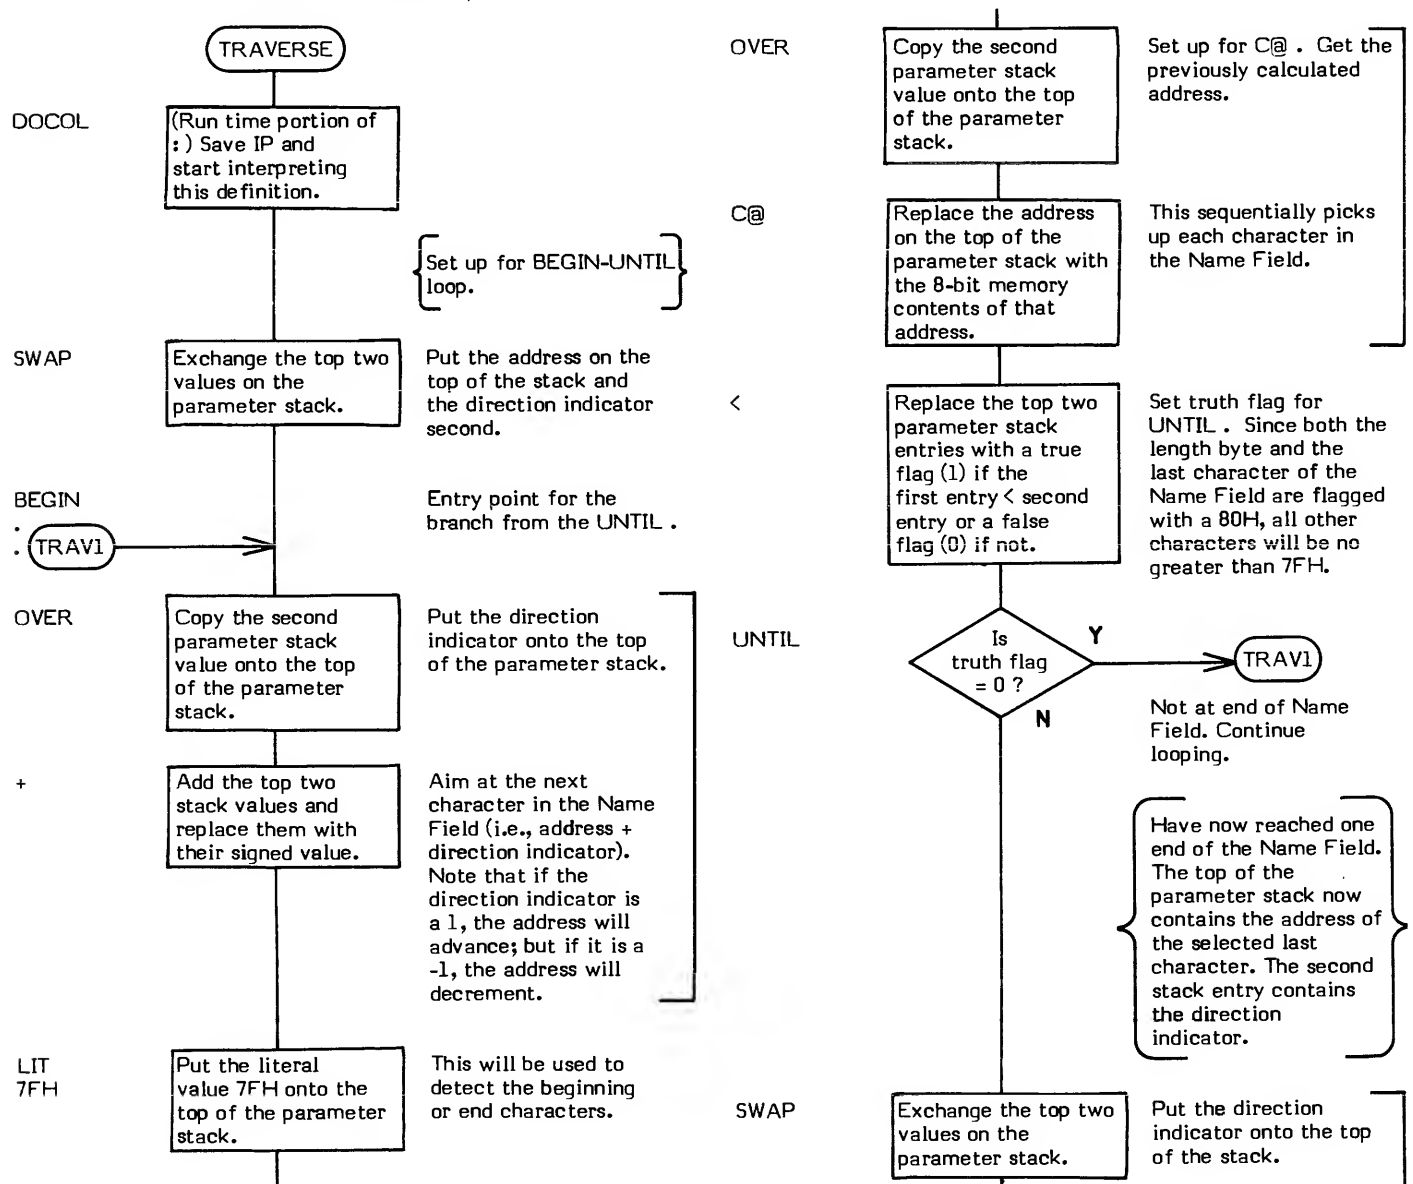 TRAVERSE
DOCOL
(Run time portion of
: ) Save IP and
start interpreting
this definition.
Set up for BEGIN-UNTIL
loop.
SWAP
Exchange the top two
values on the
parameter stack.
Put the address on the
top of the stack and
the direction indicator
second.
BEGIN
:
TRAV1
Entry point for the
branch from the UNTIL .
OVER
Copy the second
parameter stack
value onto the top
of the parameter
stack.
Put the direction
indicator onto the top
of the parameter stack.
+
Add the top two
stack values and
replace them with
their signed value.
Aim at the next
character in the Name
Field (i.e., address +
direction indicator).
Note that if the
direction indicator is
a 1, the address will
advance; but if it is a
-1, the address will
decrement.
LIT
7FH
Put the literal
value 7FH onto the
top of the parameter
stack.
This will be used to
detect the beginning
or end characters.
OVER
Copy the second
parameter stack
value onto the top
of the parameter
stack.
Set up for C@ . Get the
previously calculated
address.
C@
Replace the address
on the top of the
parameter stack with
the 8-bit memory
contents of that
address.
This sequentially picks
up each character in
the Name Field.
<
Replace the top two
parameter stack
entries with a true
flag (1) if the
first entry < second
entry or a false
flag (0) if not.
Set truth flag for
UNTIL . Since both the
length byte and the
last character of the
Name Field are flagged
with a 80H, all other
characters will be no
greater than 7FH.
UNTIL
Is
truth flag
= 0 ?
Y
N
TRAV1
Not at end of Name
Field. Continue
looping.
Have now reached one
end of the Name Field.
The top of the
parameter stack now
contains the address of
the selected last
character. The second
stack entry contains
the direction
indicator.
SWAP
Exchange the top two
values on the
parameter stack.
Put the direction
indicator onto the top
of the stack.